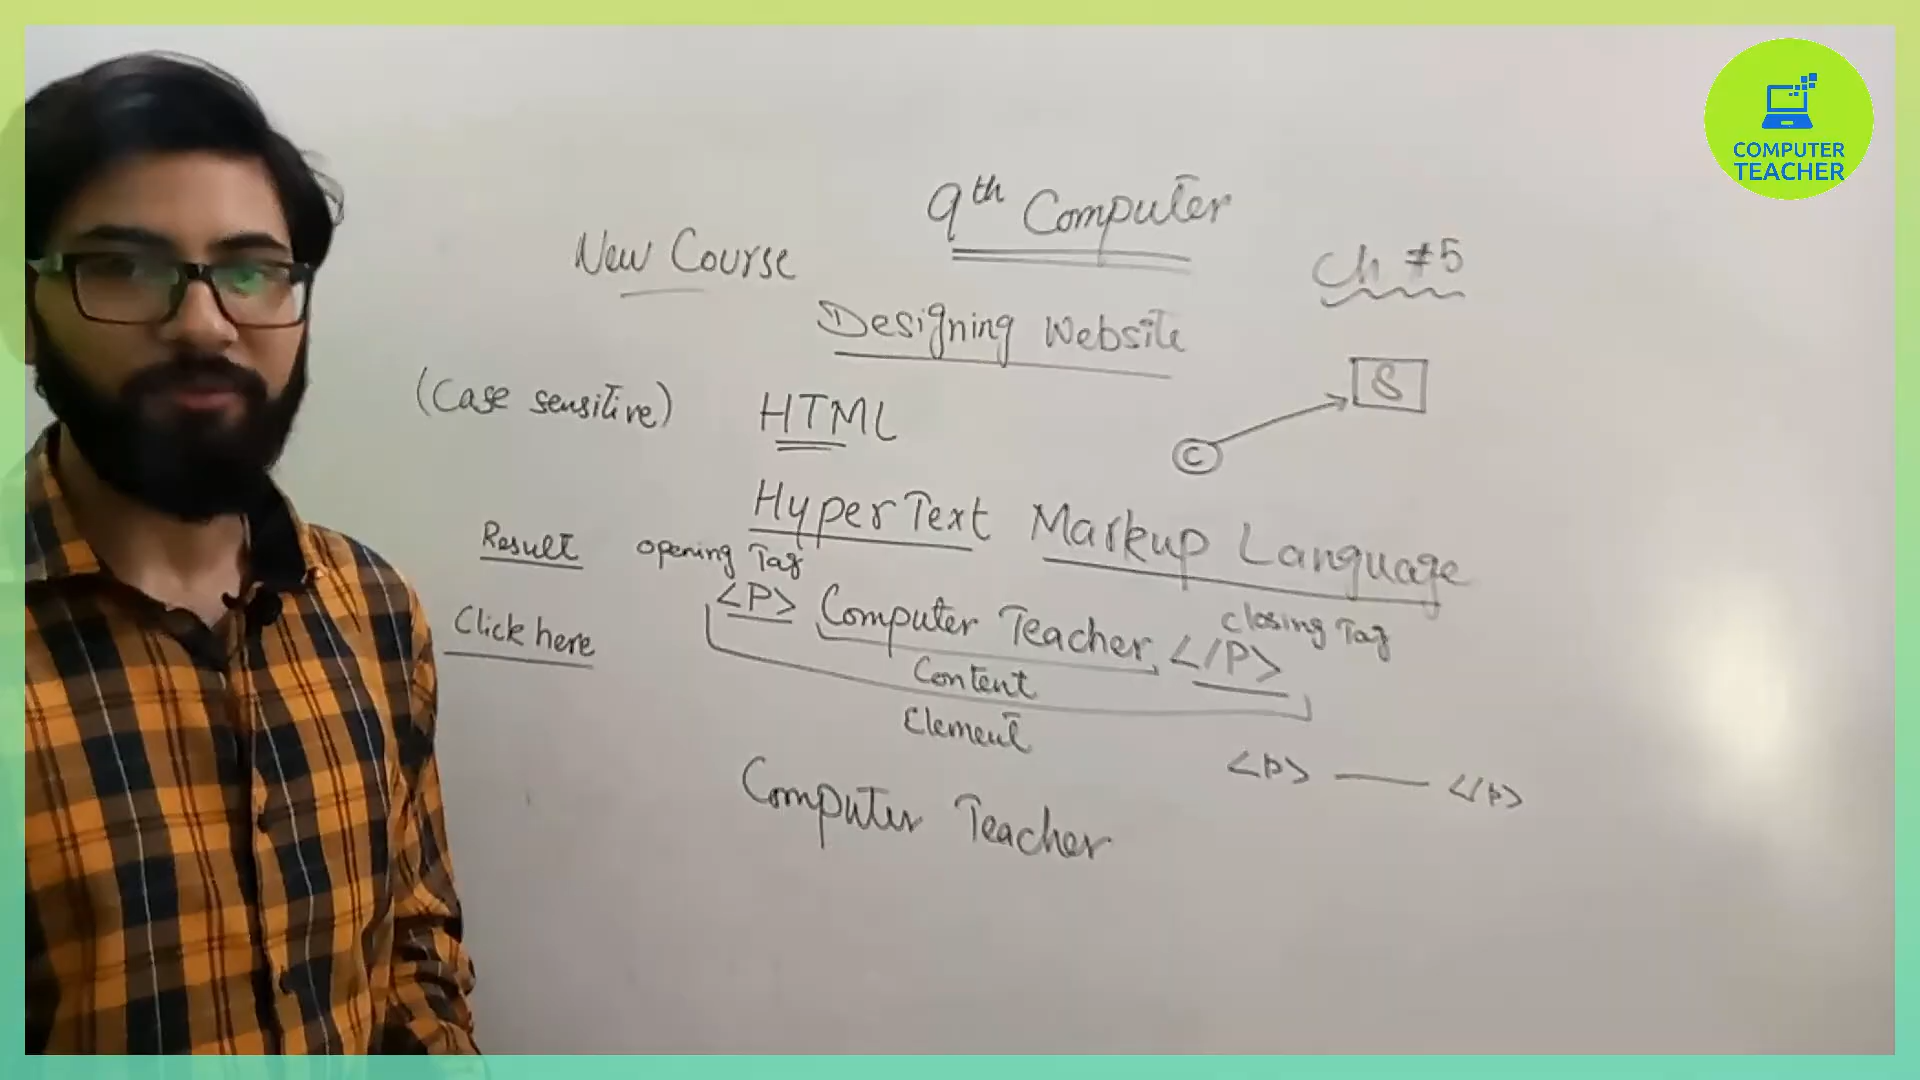 COMPUTER
TEACHER
9th Computer
New Course
Ch #5
Designing Website
S
(Case sensitive)
HTML
C
HyperText Markup Language
Result
opening Tag
closing Tag
<P> Computer Teacher </P>
Click here
Content
Element
<p> —— </p>
Computer Teacher